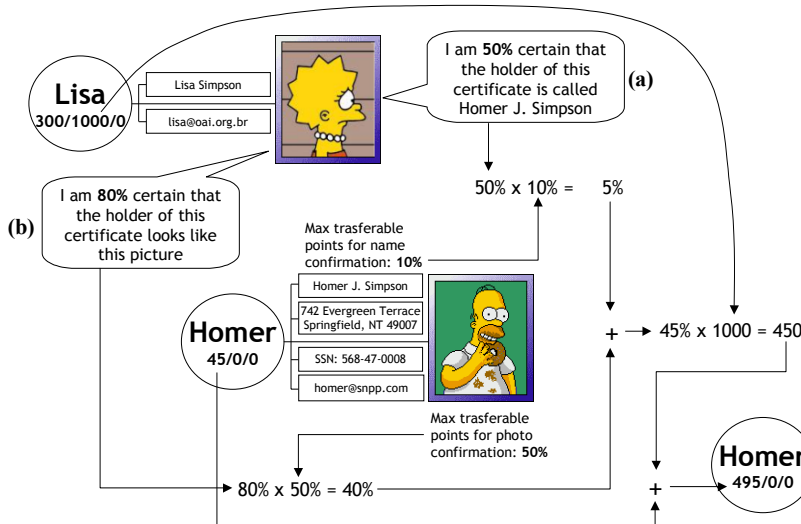 Lisa
300/1000/0
Lisa Simpson
lisa@oai.org.br
I am 50% certain that
the holder of this
certificate is called
Homer J. Simpson
(a)
50% x 10% = 5%
(b)
I am 80% certain that
the holder of this
certificate looks like
this picture
Max trasferable
points for name
confirmation: 10%
Homer
45/0/0
Homer J. Simpson
742 Evergreen Terrace
Springfield, NT 49007
SSN: 568-47-0008
homer@snpp.com
+
45% x 1000 = 450
Max trasferable
points for photo
confirmation: 50%
80% x 50% = 40%
+
Homer
495/0/0